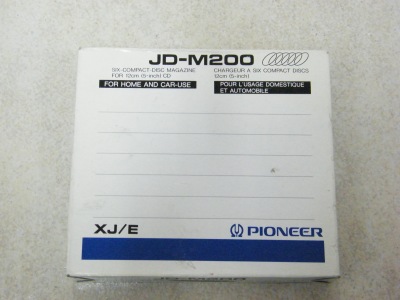 JD-M200
SIX-COMPACT-DISC MAGAZINE
FOR 12cm (5-inch) CD
FOR HOME AND CAR-USE
CHARGEUR A SIX COMPACT DISCS
12cm (5-inch)
POUR L'USAGE DOMESTIQUE
ET AUTOMOBILE
XJ/E
PIONEER